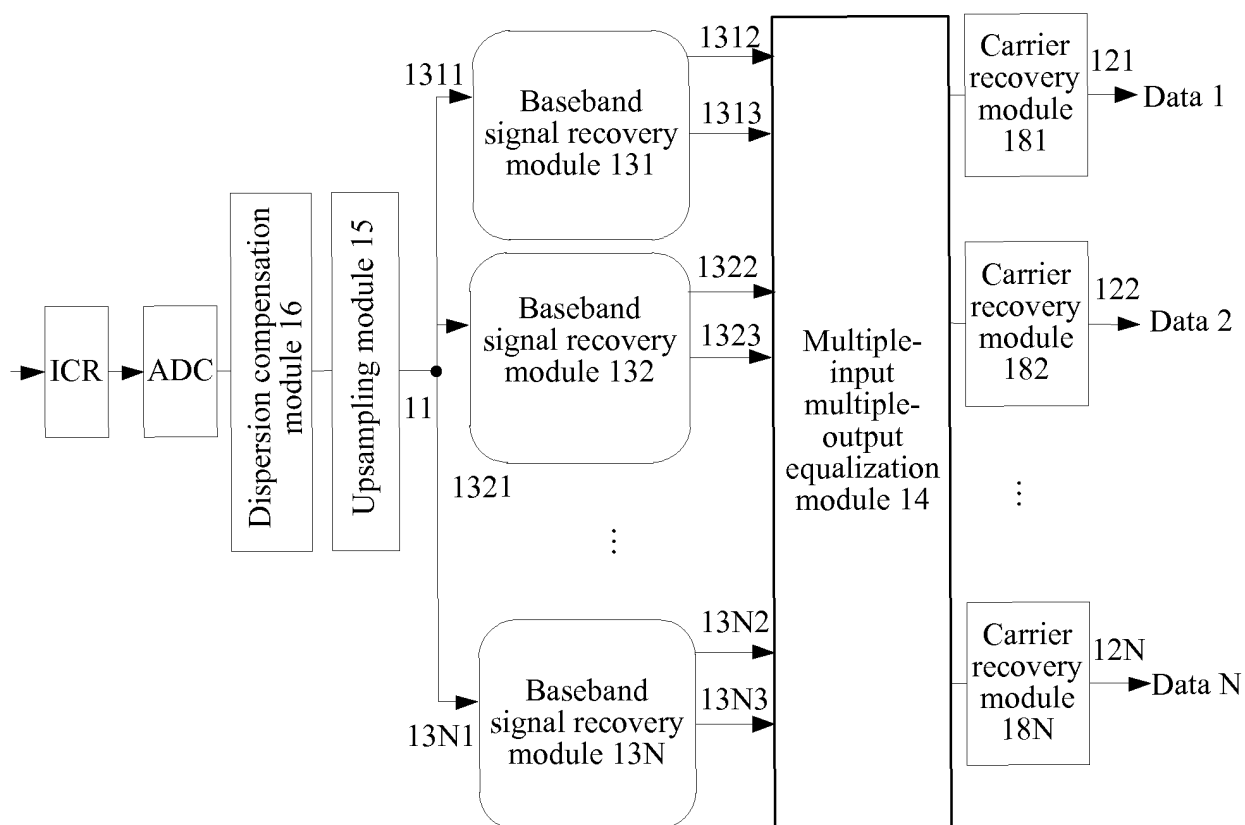 ICR
ADC
Dispersion compensation
module 16
Upsampling module 15
11
1311
Baseband
signal recovery
module 131
1312
1313
1321
Baseband
signal recovery
module 132
1322
1323
⋮
13N1
Baseband
signal recovery
module 13N
13N2
13N3
Multiple-
input
multiple-
output
equalization
module 14
Carrier
recovery
module
181
121
Data 1
Carrier
recovery
module
182
122
Data 2
⋮
Carrier
recovery
module
18N
12N
Data N